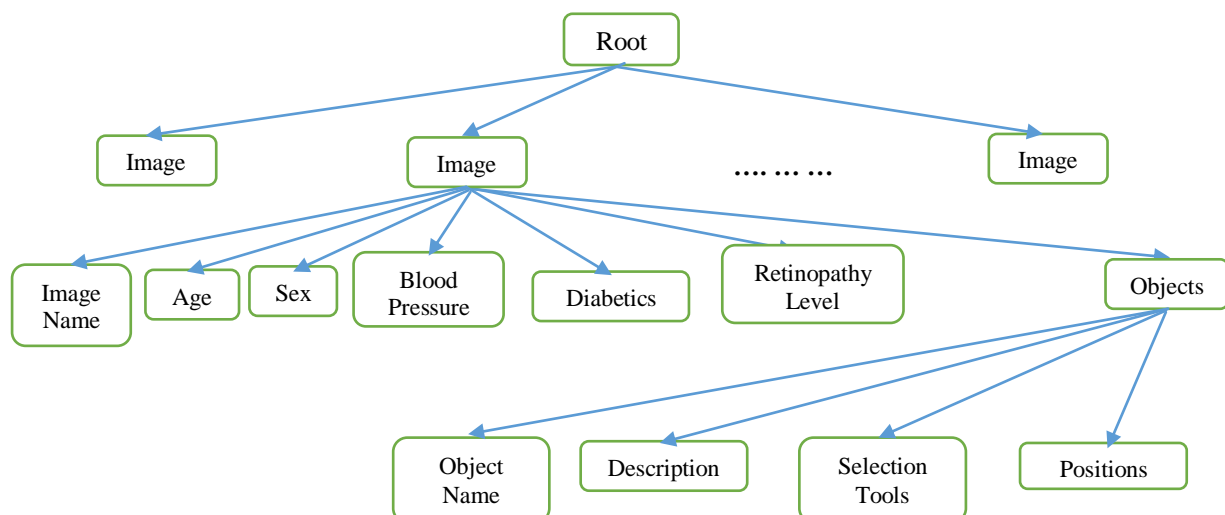 Root
Image
Image
.... ... ...
Image
Image
Name
Age
Sex
Blood
Pressure
Diabetics
Retinopathy
Level
Objects
Object
Name
Description
Selection
Tools
Positions